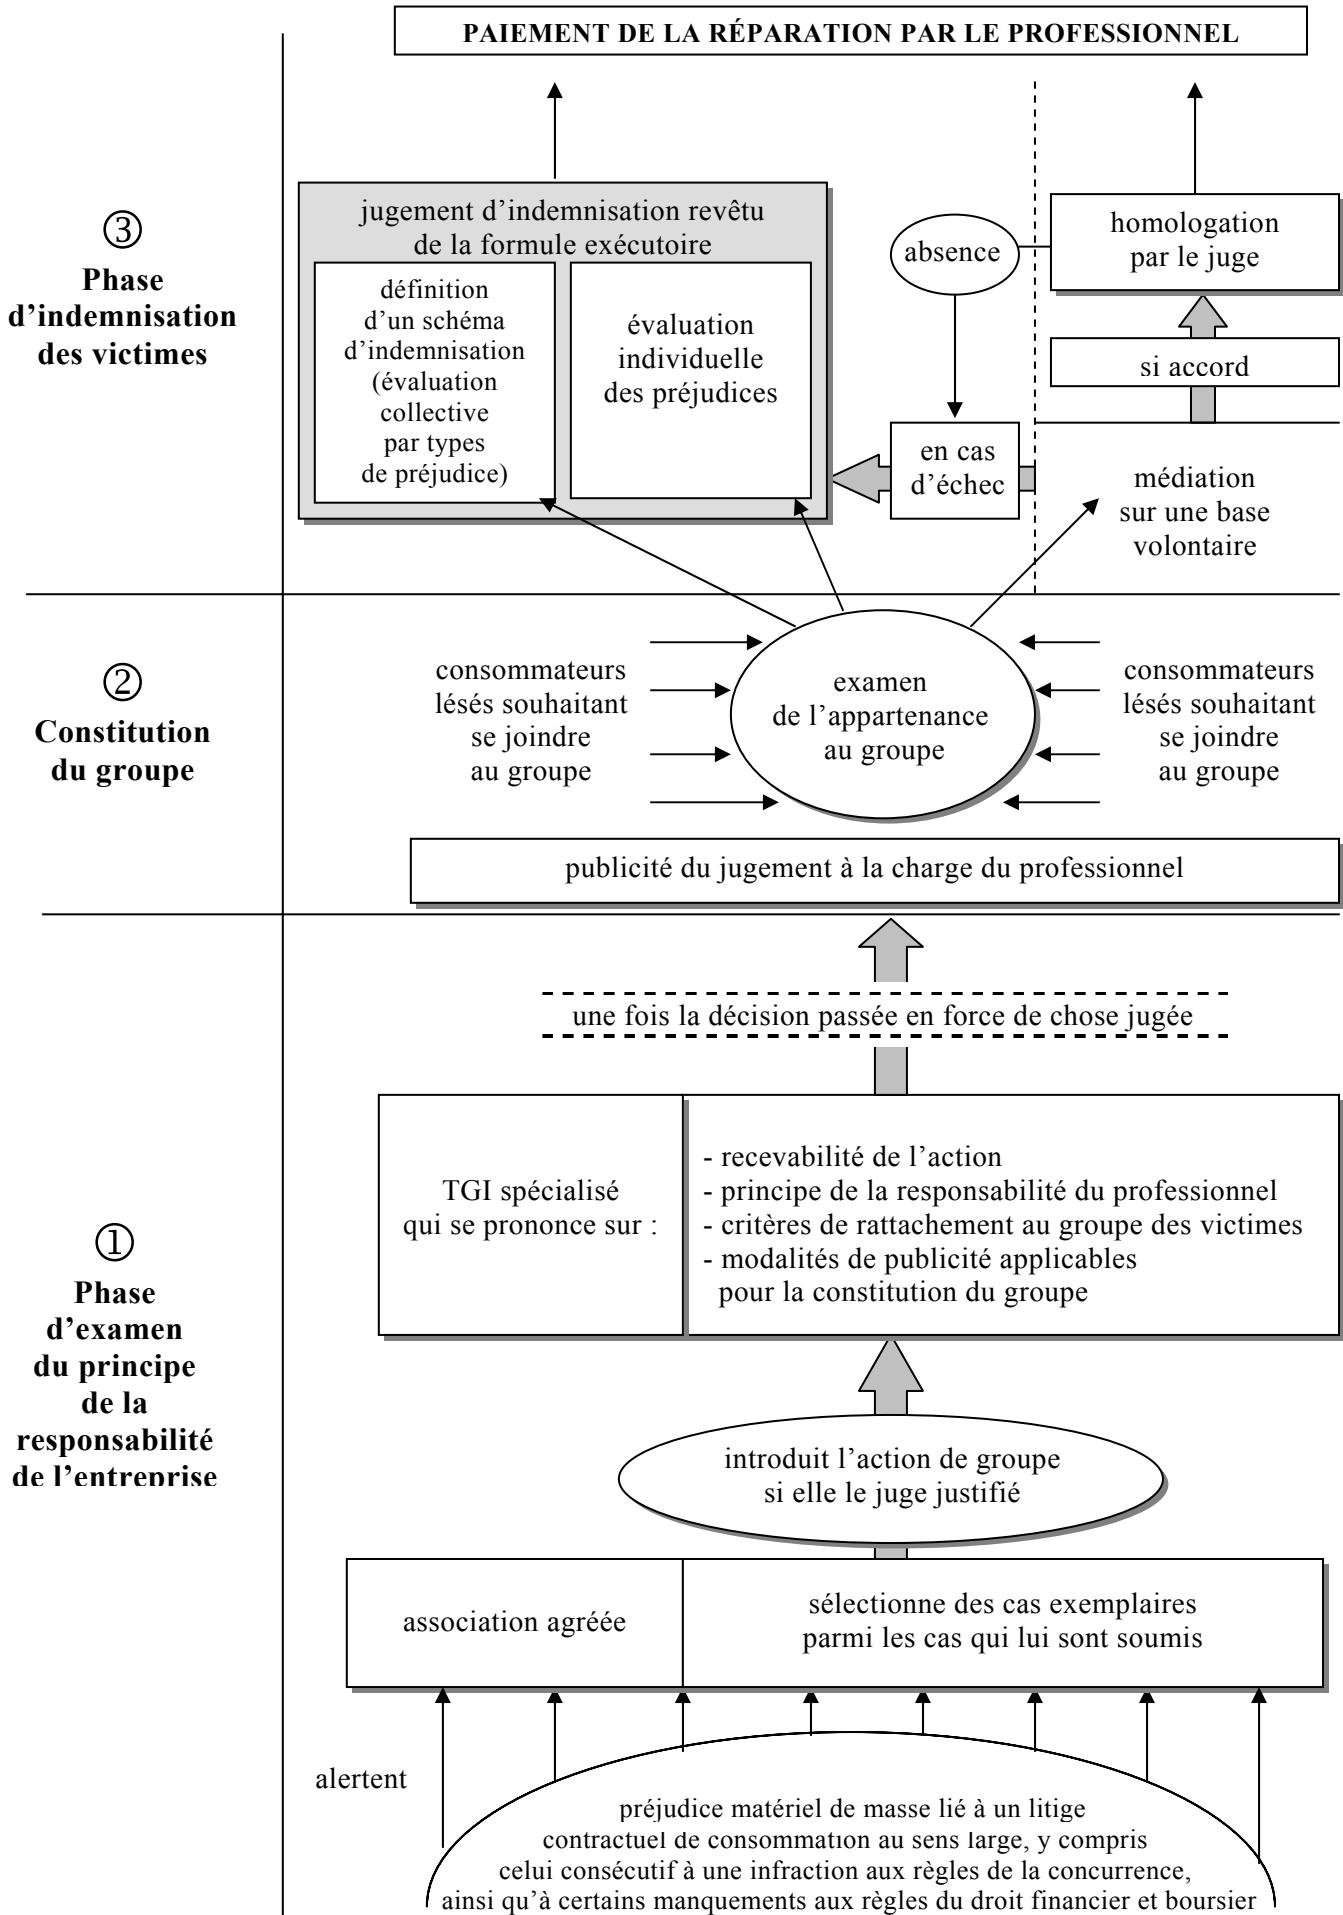 PAIEMENT DE LA RÉPARATION PAR LE PROFESSIONNEL
③
Phase
d’indemnisation
des victimes
jugement d’indemnisation revêtu
de la formule exécutoire
définition
d’un schéma
d’indemnisation
(évaluation
collective
par types
de préjudice)
évaluation
individuelle
des préjudices
absence
homologation
par le juge
si accord
en cas
d’échec
médiation
sur une base
volontaire
②
Constitution
du groupe
consommateurs
lésés souhaitant
se joindre
au groupe
examen
de l’appartenance
au groupe
consommateurs
lésés souhaitant
se joindre
au groupe
publicité du jugement à la charge du professionnel
une fois la décision passée en force de chose jugée
①
Phase
d’examen
du principe
de la
responsabilité
de l’entreprise
TGI spécialisé
qui se prononce sur :
- recevabilité de l’action
- principe de la responsabilité du professionnel
- critères de rattachement au groupe des victimes
- modalités de publicité applicables
pour la constitution du groupe
introduit l’action de groupe
si elle le juge justifié
association agréée
sélectionne des cas exemplaires
parmi les cas qui lui sont soumis
alertent
préjudice matériel de masse lié à un litige
contractuel de consommation au sens large, y compris
celui consécutif à une infraction aux règles de la concurrence,
ainsi qu’à certains manquements aux règles du droit financier et boursier